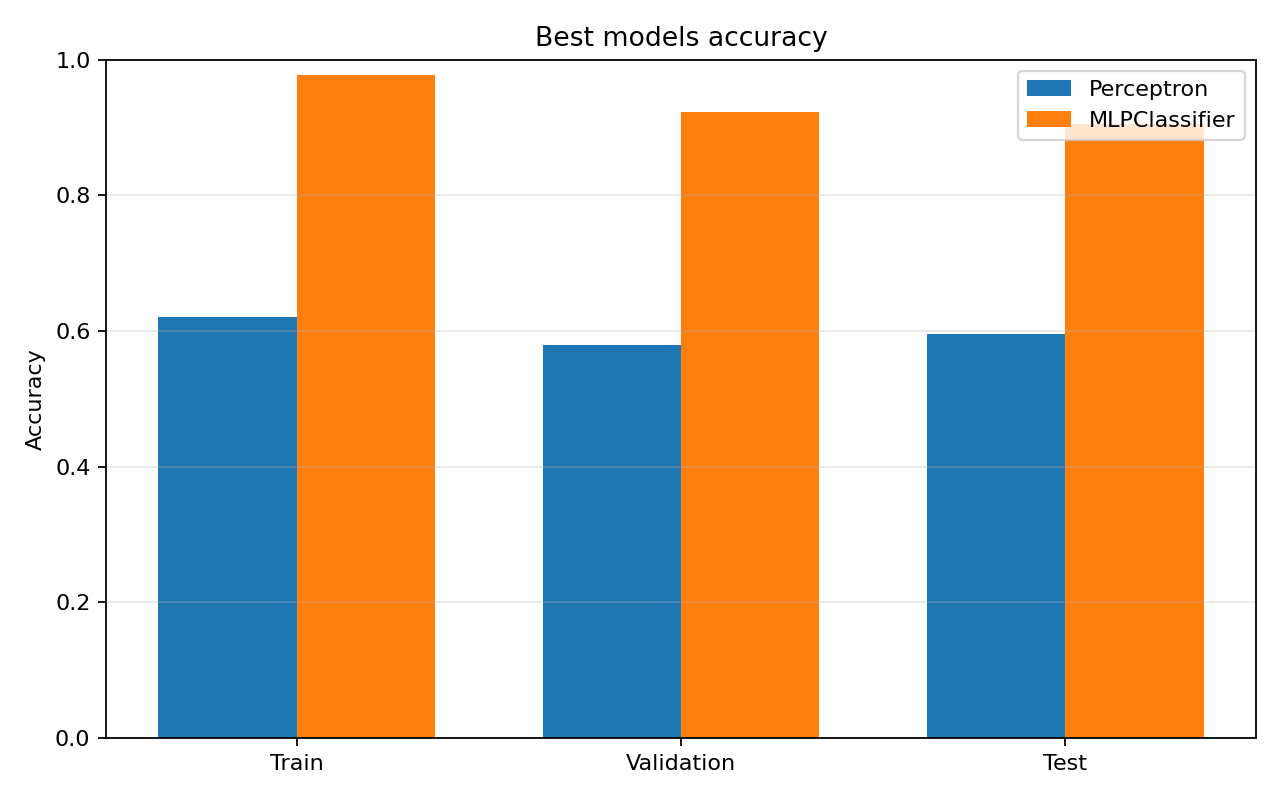 Best models accuracy
Perceptron
MLPClassifier
Accuracy
1.0
0.8
0.6
0.4
0.2
0.0
Train Validation Test